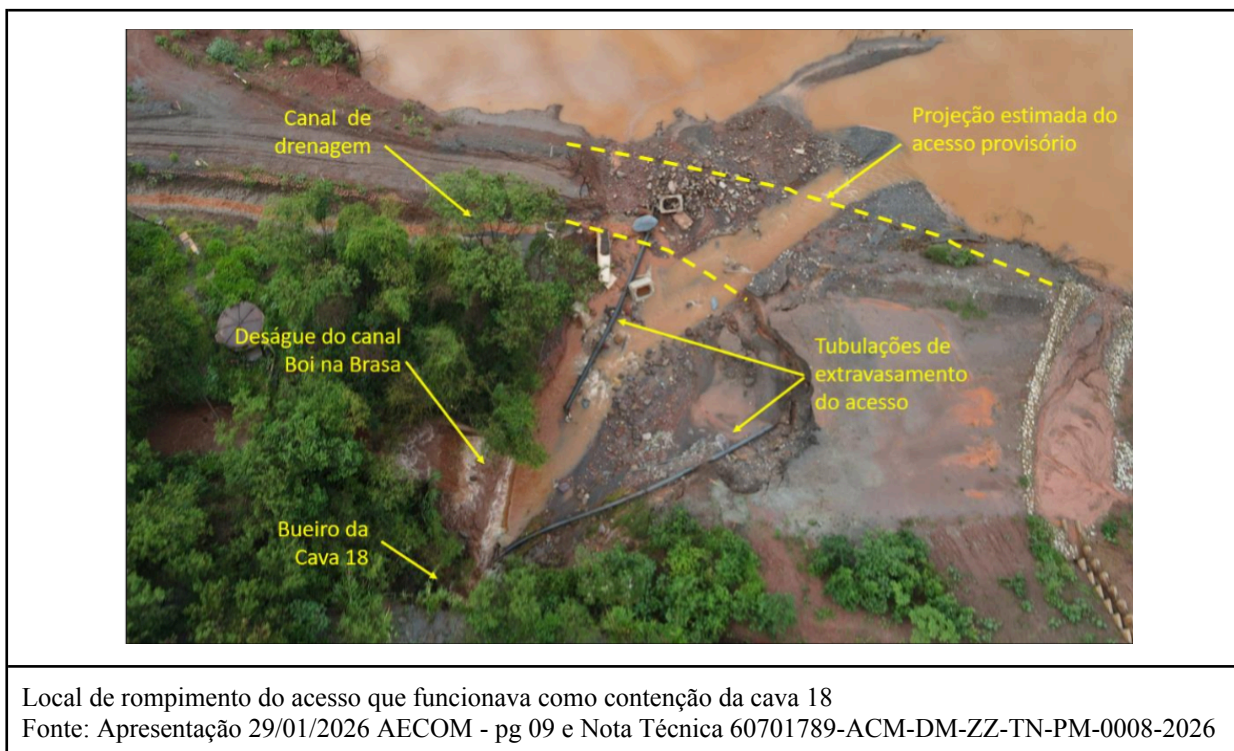 Canal de
drenagem
Projeção estimada do
acesso provisório
Deságue do canal
Boi na Brasa
Tubulações de
extravasamento
do acesso
Bueiro da
Cava 18
Local de rompimento do acesso que funcionava como contenção da cava 18
Fonte: Apresentação 29/01/2026 AECOM - pg 09 e Nota Técnica 60701789-ACM-DM-ZZ-TN-PM-0008-2026